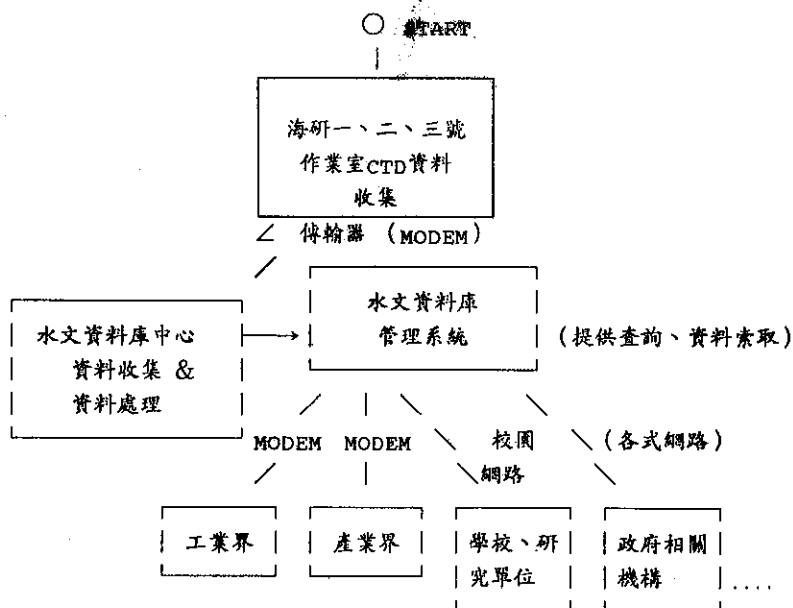 START
海研一、二、三號
作業室CTD資料
收集
傳輸器 (MODEM)
水文資料庫
管理系統
(提供查詢、資料索取)
水文資料庫中心
資料收集 &
資料處理
MODEM MODEM 校園
網路
(各式網路)
工業界
產業界
學校、研
究單位
政府相關
機構
....